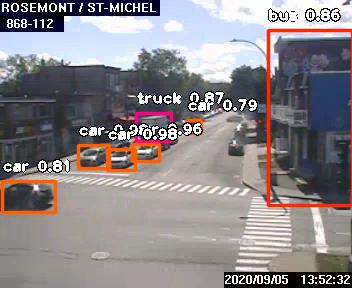 ROSEMONT / ST-MICHEL
868-112
bus 0.86
truck 0.87
car 0.79
car 0.98
car 0.96
car 0.81
2020/09/05 13:52:32